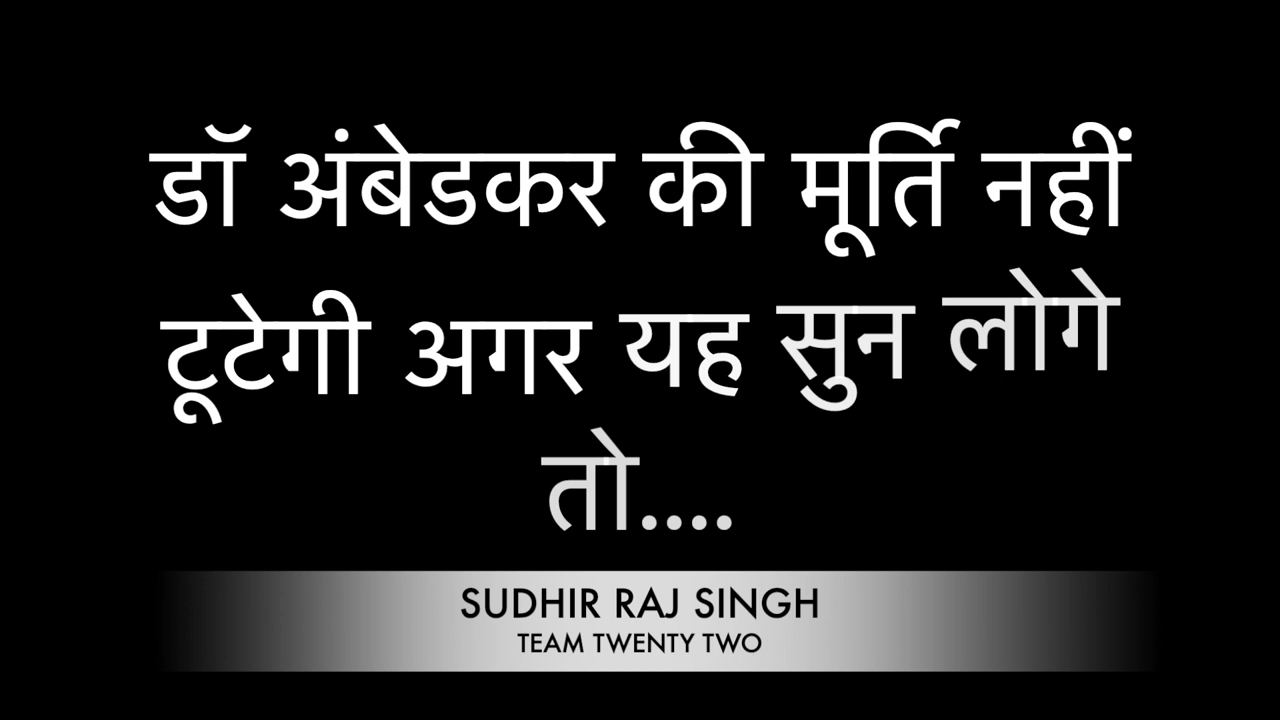 डॉ अंबेडकर की मूर्ति नहीं
टूटेगी अगर यह सुन लोगे
तो....
SUDHIR RAJ SINGH
TEAM TWENTY TWO